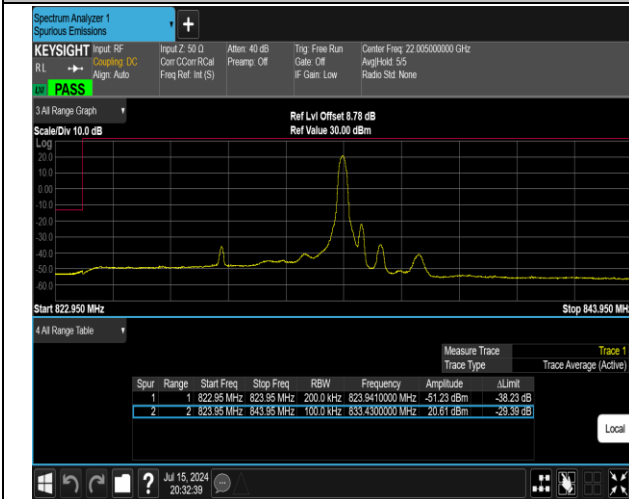 Spectrum Analyzer 1
Spurious Emissions
KEYSIGHT Input: RF Input Z: 50 Ω Atten: 40 dB Trig: Free Run Center Freq: 22.005000000 GHz
R L Coupling: DC Corr CCorr RCal Preamp: Off Gate: Off Avg|Hold: 5/5
Align: Auto Freq Ref: Int (S) IF Gain: Low Radio Std: None
PASS
3 All Range Graph
Scale/Div 10.0 dB
Ref Lvl Offset 8.78 dB
Ref Value 30.00 dBm
Log
20.0
10.0
0.00
-10.0
-20.0
-30.0
-40.0
-50.0
-60.0
Start 822.950 MHz Stop 843.950 MHz
4 All Range Table
Measure Trace Trace 1
Trace Type Trace Average (Active)
Spur Range Start Freq Stop Freq RBW Frequency Amplitude ΔLimit
1 1 822.95 MHz 823.95 MHz 200.0 kHz 823.9410000 MHz -51.23 dBm -38.23 dB
2 2 823.95 MHz 843.95 MHz 100.0 kHz 833.4300000 MHz 20.61 dBm -29.39 dB
Local
?
Jul 15, 2024
20:32:39